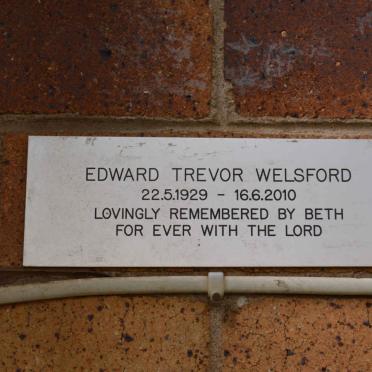 EDWARD TREVOR WELSFORD
22.5.1929 - 16.6.2010
LOVINGLY REMEMBERED BY BETH
FOR EVER WITH THE LORD